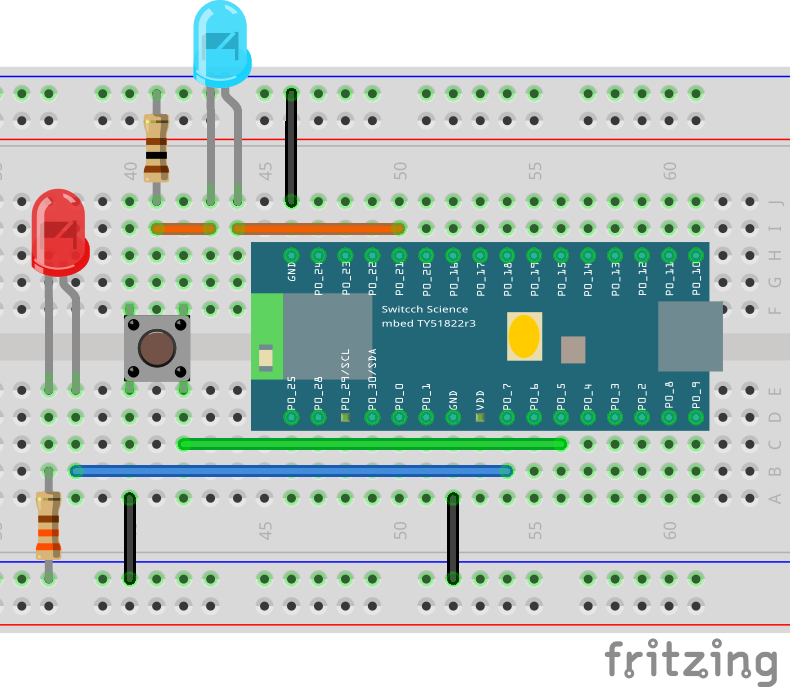 40
45
50
55
60
J
I
H
G
F
GND
P0_24
P0_23
P0_22
P0_21
P0_20
P0_16
P0_17
P0_18
P0_19
P0_15
P0_14
P0_13
P0_12
P0_11
P0_10
Switcch Science
mbed TY51822r3
P0_25
P0_28
P0_29/SCL
P0_30/SDA
P0_0
P0_1
GND
VDD
P0_7
P0_6
P0_5
P0_4
P0_3
P0_2
P0_8
P0_9
E
D
C
B
A
45
50
55
60
fritzing